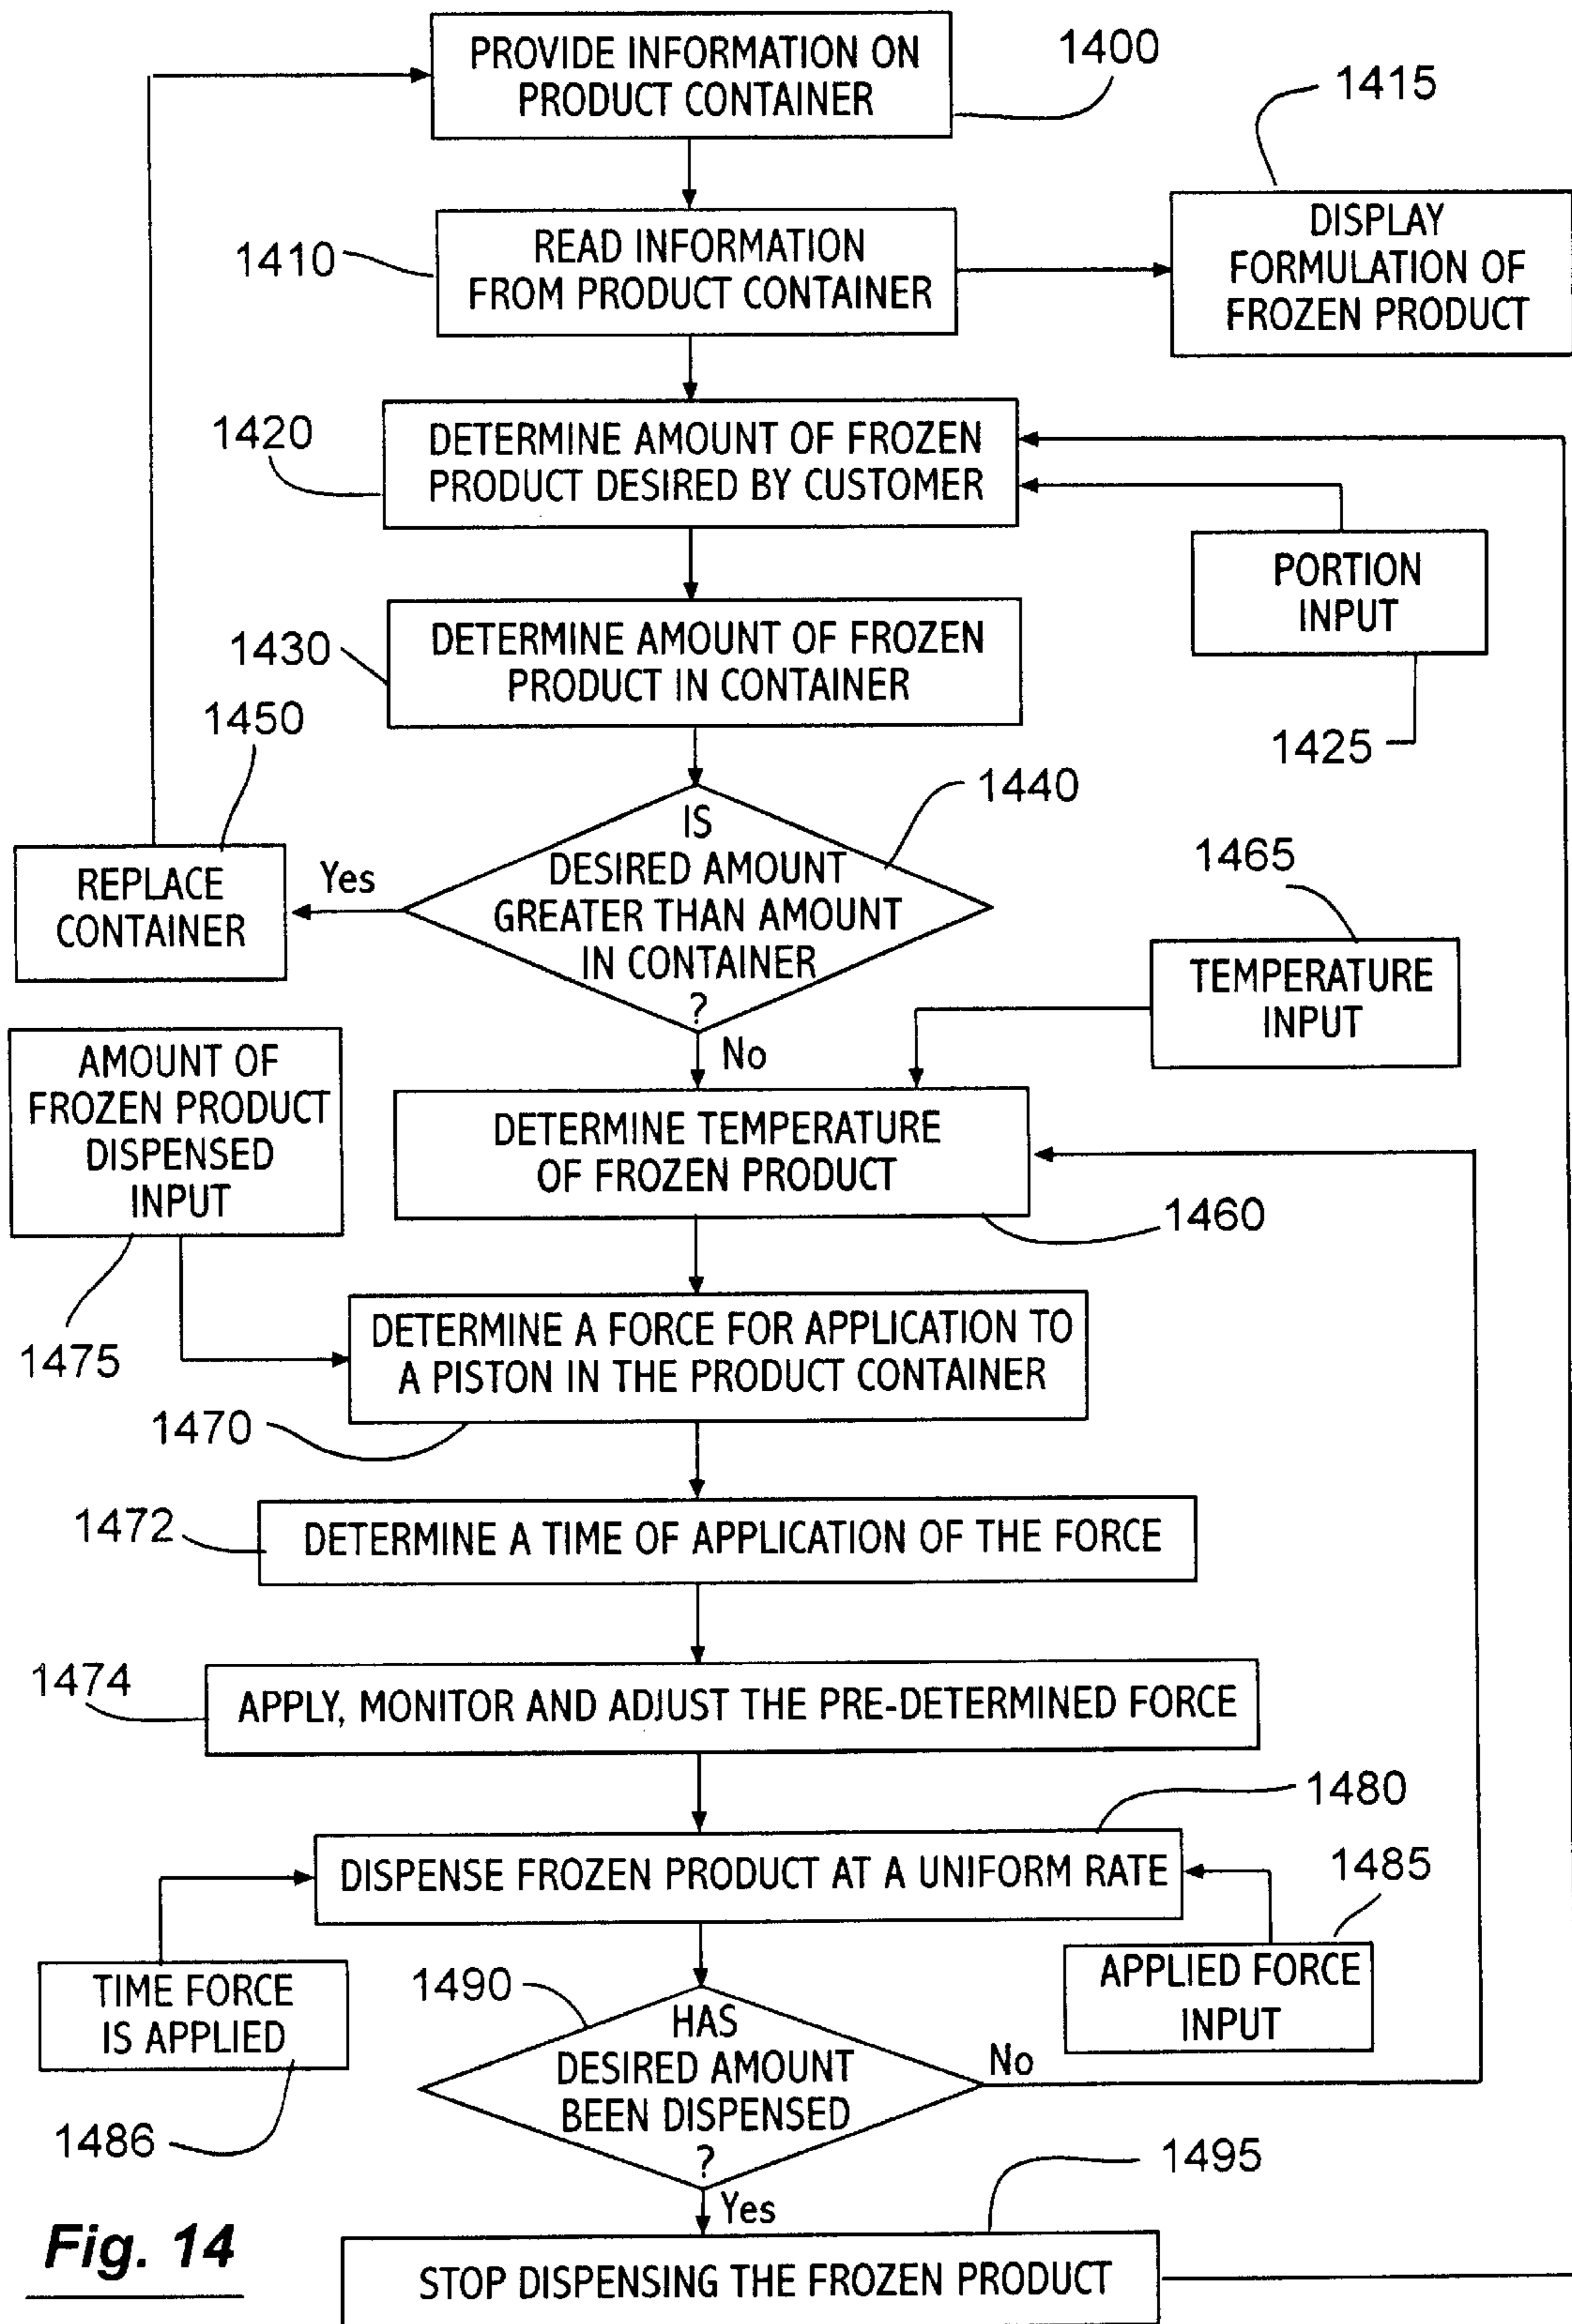 PROVIDE INFORMATION ON
PRODUCT CONTAINER
1400
1415
READ INFORMATION
FROM PRODUCT CONTAINER
1410
DISPLAY
FORMULATION OF
FROZEN PRODUCT
1420
DETERMINE AMOUNT OF FROZEN
PRODUCT DESIRED BY CUSTOMER
PORTION
INPUT
1425
1430
DETERMINE AMOUNT OF FROZEN
PRODUCT IN CONTAINER
1450
1440
IS
DESIRED AMOUNT
GREATER THAN AMOUNT
IN CONTAINER
?
Yes
REPLACE
CONTAINER
1465
TEMPERATURE
INPUT
No
AMOUNT OF
FROZEN PRODUCT
DISPENSED
INPUT
1475
DETERMINE TEMPERATURE
OF FROZEN PRODUCT
1460
DETERMINE A FORCE FOR APPLICATION TO
A PISTON IN THE PRODUCT CONTAINER
1470
1472
DETERMINE A TIME OF APPLICATION OF THE FORCE
1474
APPLY, MONITOR AND ADJUST THE PRE-DETERMINED FORCE
1480
DISPENSE FROZEN PRODUCT AT A UNIFORM RATE
1485
APPLIED FORCE
INPUT
TIME FORCE
IS APPLIED
1486
1490
HAS
DESIRED AMOUNT
BEEN DISPENSED
?
No
Yes
1495
STOP DISPENSING THE FROZEN PRODUCT
Fig. 14